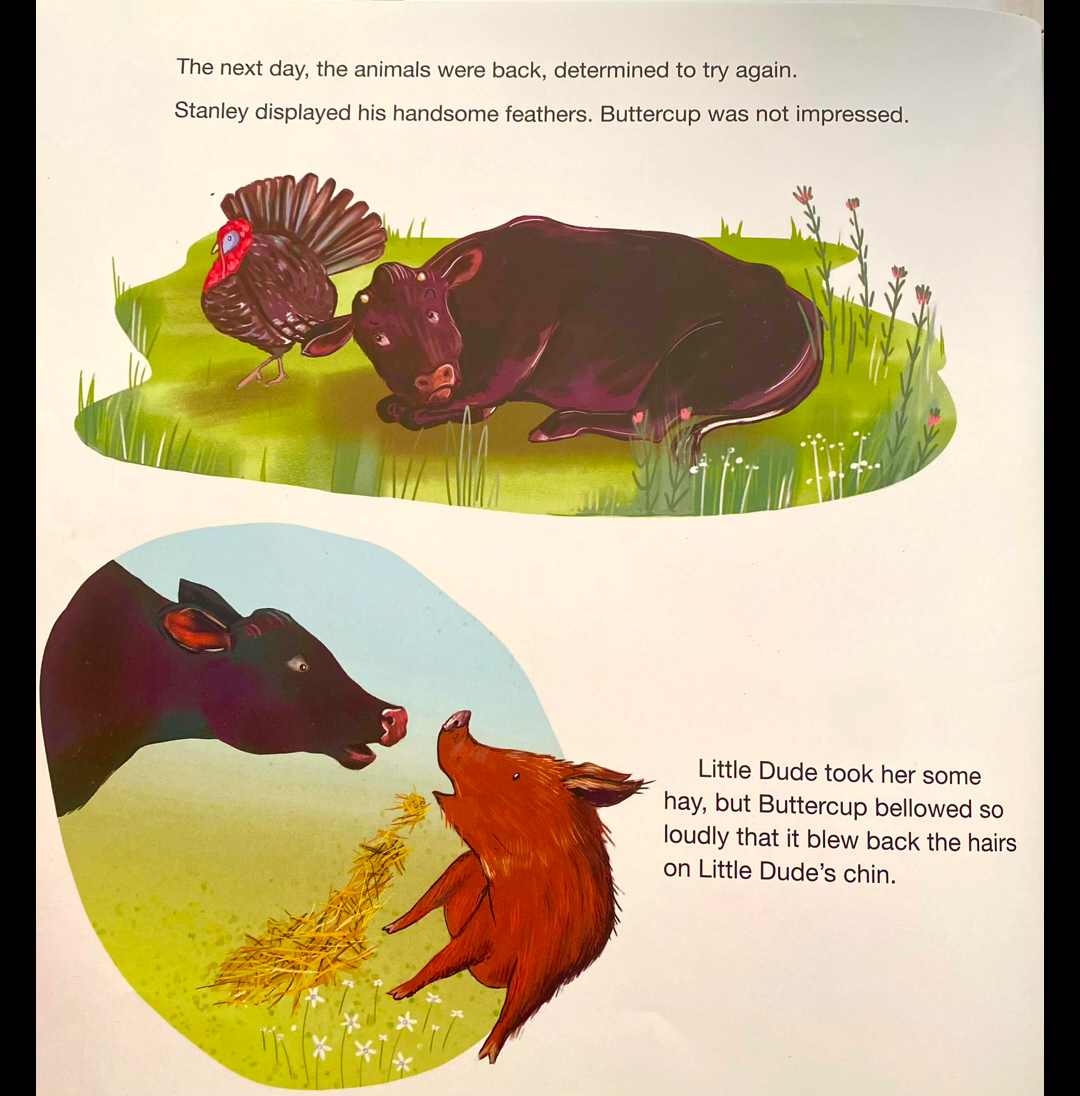 The next day, the animals were back, determined to try again.
Stanley displayed his handsome feathers. Buttercup was not impressed.
Little Dude took her some
hay, but Buttercup bellowed so
loudly that it blew back the hairs
on Little Dude’s chin.